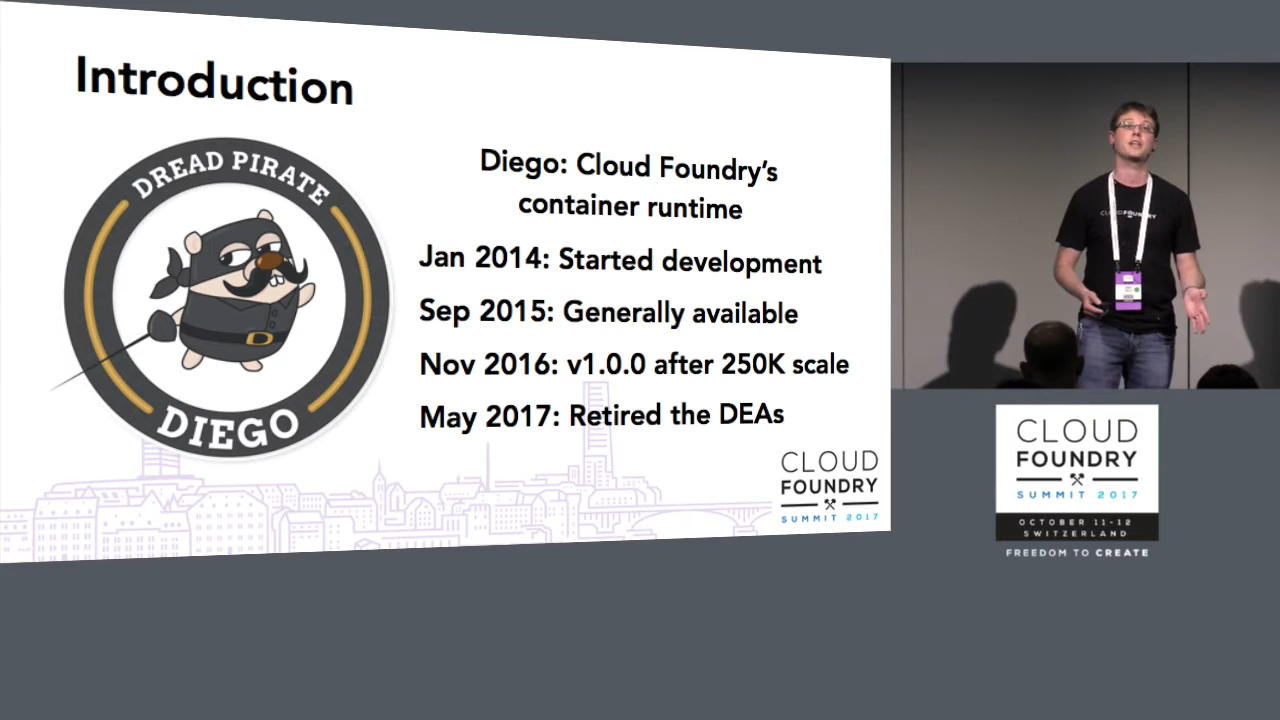 Introduction
DREAD PIRATE
DIEGO
Diego: Cloud Foundry's
container runtime
Jan 2014: Started development
Sep 2015: Generally available
Nov 2016: v1.0.0 after 250K scale
May 2017: Retired the DEAs
CLOUD
FOUNDRY
SUMMIT 2017
CLOUD FOUNDRY
CLOUD
FOUNDRY
SUMMIT 2017
OCTOBER 11-12
SWITZERLAND
FREEDOM TO CREATE